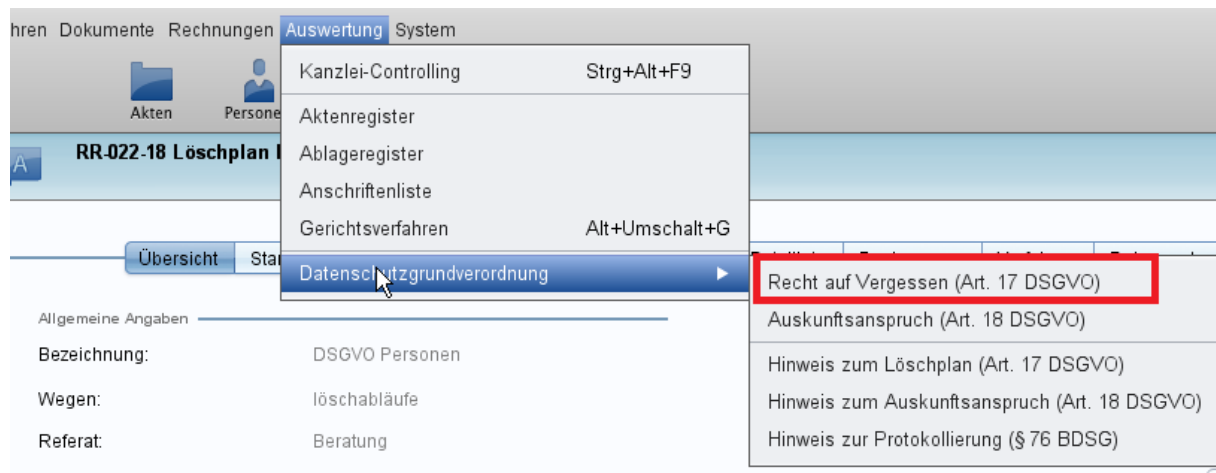 Dokumente Rechnungen Auswertung System
Akten
Kanzlei-Controlling Strg+Alt+F9
Aktenregister
Ablageregister
Anschriftenliste
Gerichtsverfahren Alt+Umschalt+G
Datenschutzgrundverordnung
RR-022-18 Löschplan
A
Übersicht
Recht auf Vergessen (Art. 17 DSGVO)
Auskunftsanspruch (Art. 18 DSGVO)
Hinweis zum Löschplan (Art. 17 DSGVO)
Hinweis zum Auskunftsanspruch (Art. 18 DSGVO)
Hinweis zur Protokollierung (§ 76 BDSG)
Allgemeine Angaben
Bezeichnung: DSGVO Personen
Wegen: löschabläufe
Referat: Beratung